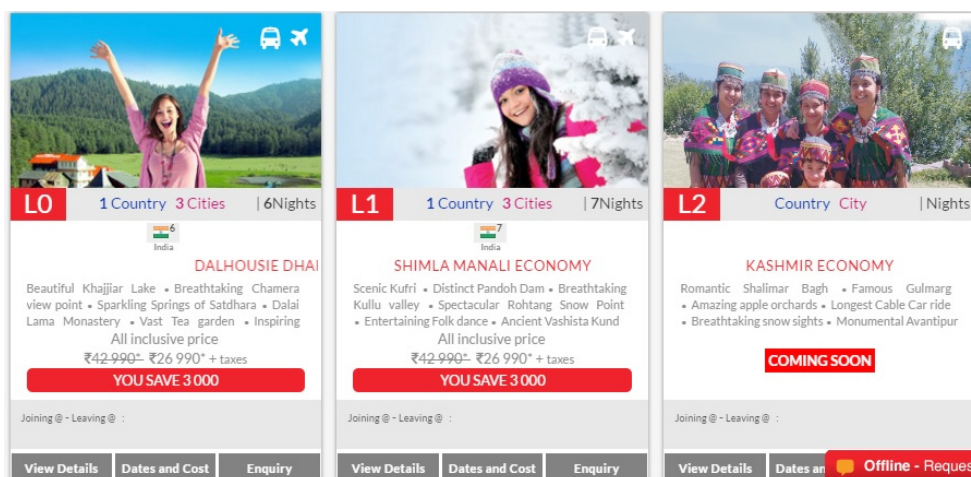 L0 1 Country 3 Cities | 6Nights
6
India
DALHOUSIE DHAI
Beautiful Khajjiar Lake • Breathtaking Chamera
view point • Sparkling Springs of Satdhara • Dalai
Lama Monastery • Vast Tea garden • Inspiring
All inclusive price
₹42 990* ₹26 990* + taxes
YOU SAVE 3 000
Joining @ - Leaving @ :
View Details Dates and Cost Enquiry
L1 1 Country 3 Cities | 7Nights
7
India
SHIMLA MANALI ECONOMY
Scenic Kufri • Distinct Pandoh Dam • Breathtaking
Kullu valley • Spectacular Rohtang Snow Point
• Entertaining Folk dance • Ancient Vashista Kund
All inclusive price
₹42 990* ₹26 990* + taxes
YOU SAVE 3 000
Joining @ - Leaving @ :
View Details Dates and Cost Enquiry
L2 Country City | Nights
KASHMIR ECONOMY
Romantic Shalimar Bagh • Famous Gulmarg
• Amazing apple orchards • Longest Cable Car ride
• Breathtaking snow sights • Monumental Avantipur
COMING SOON
Joining @ - Leaving @ :
View Details Dates an
Offline - Reques